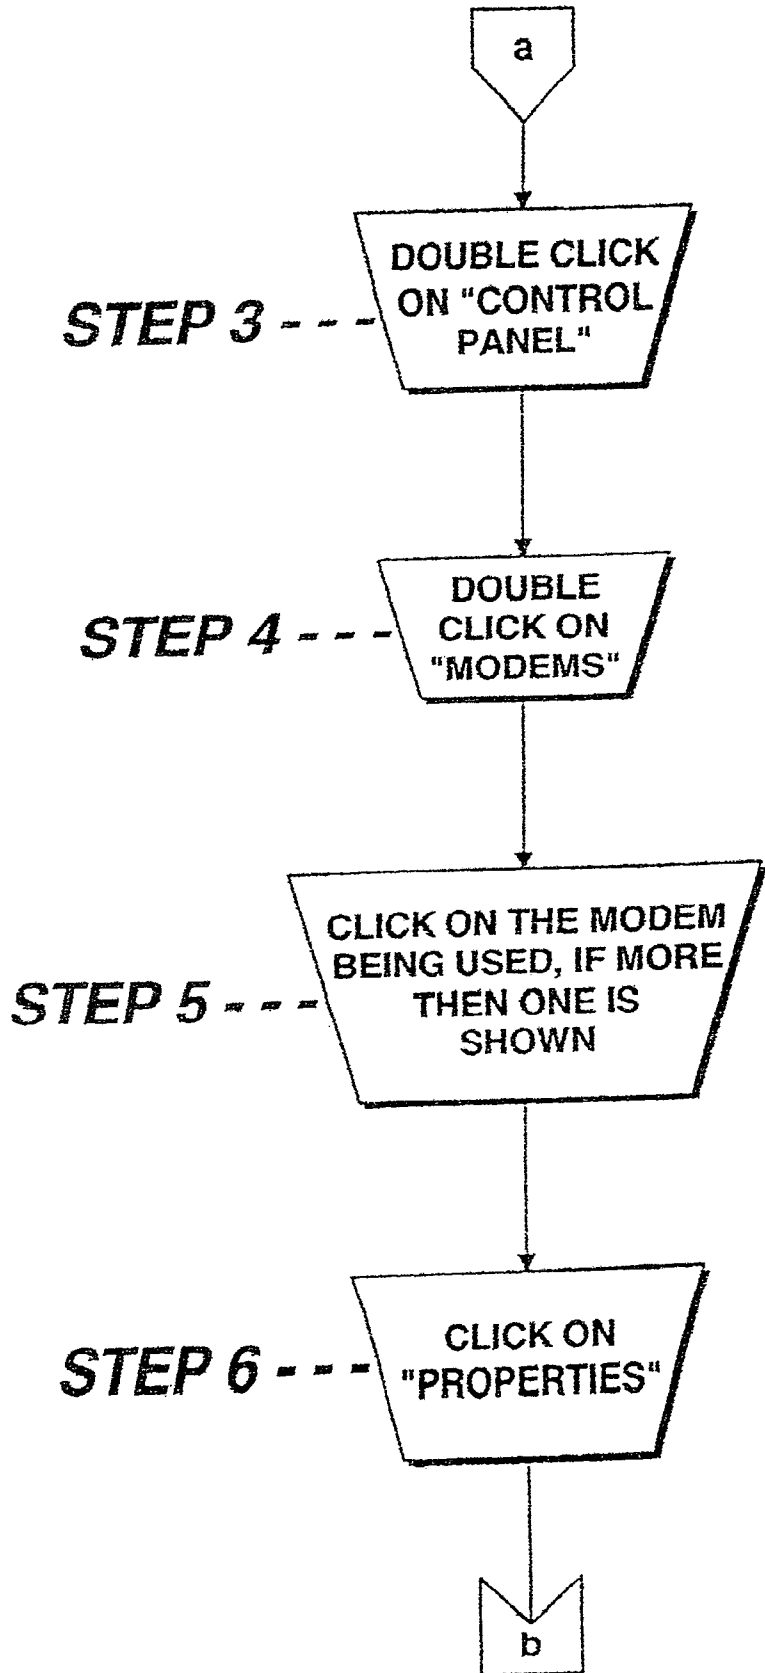 a
DOUBLE CLICK
ON "CONTROL
PANEL"
STEP 3 - - -
DOUBLE
CLICK ON
"MODEMS"
STEP 4 - - -
CLICK ON THE MODEM
BEING USED, IF MORE
THEN ONE IS
SHOWN
STEP 5 - - -
CLICK ON
"PROPERTIES"
STEP 6 - - -
b